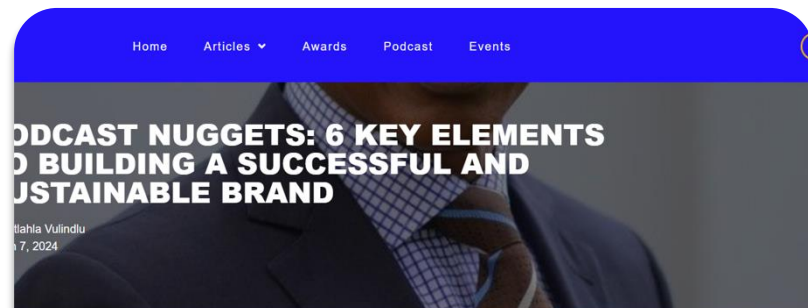 Home Articles Awards Podcast Events
ODCAST NUGGETS: 6 KEY ELEMENTS
O BUILDING A SUCCESSFUL AND
USTAINABLE BRAND
tlahla Vulindlu
7, 2024